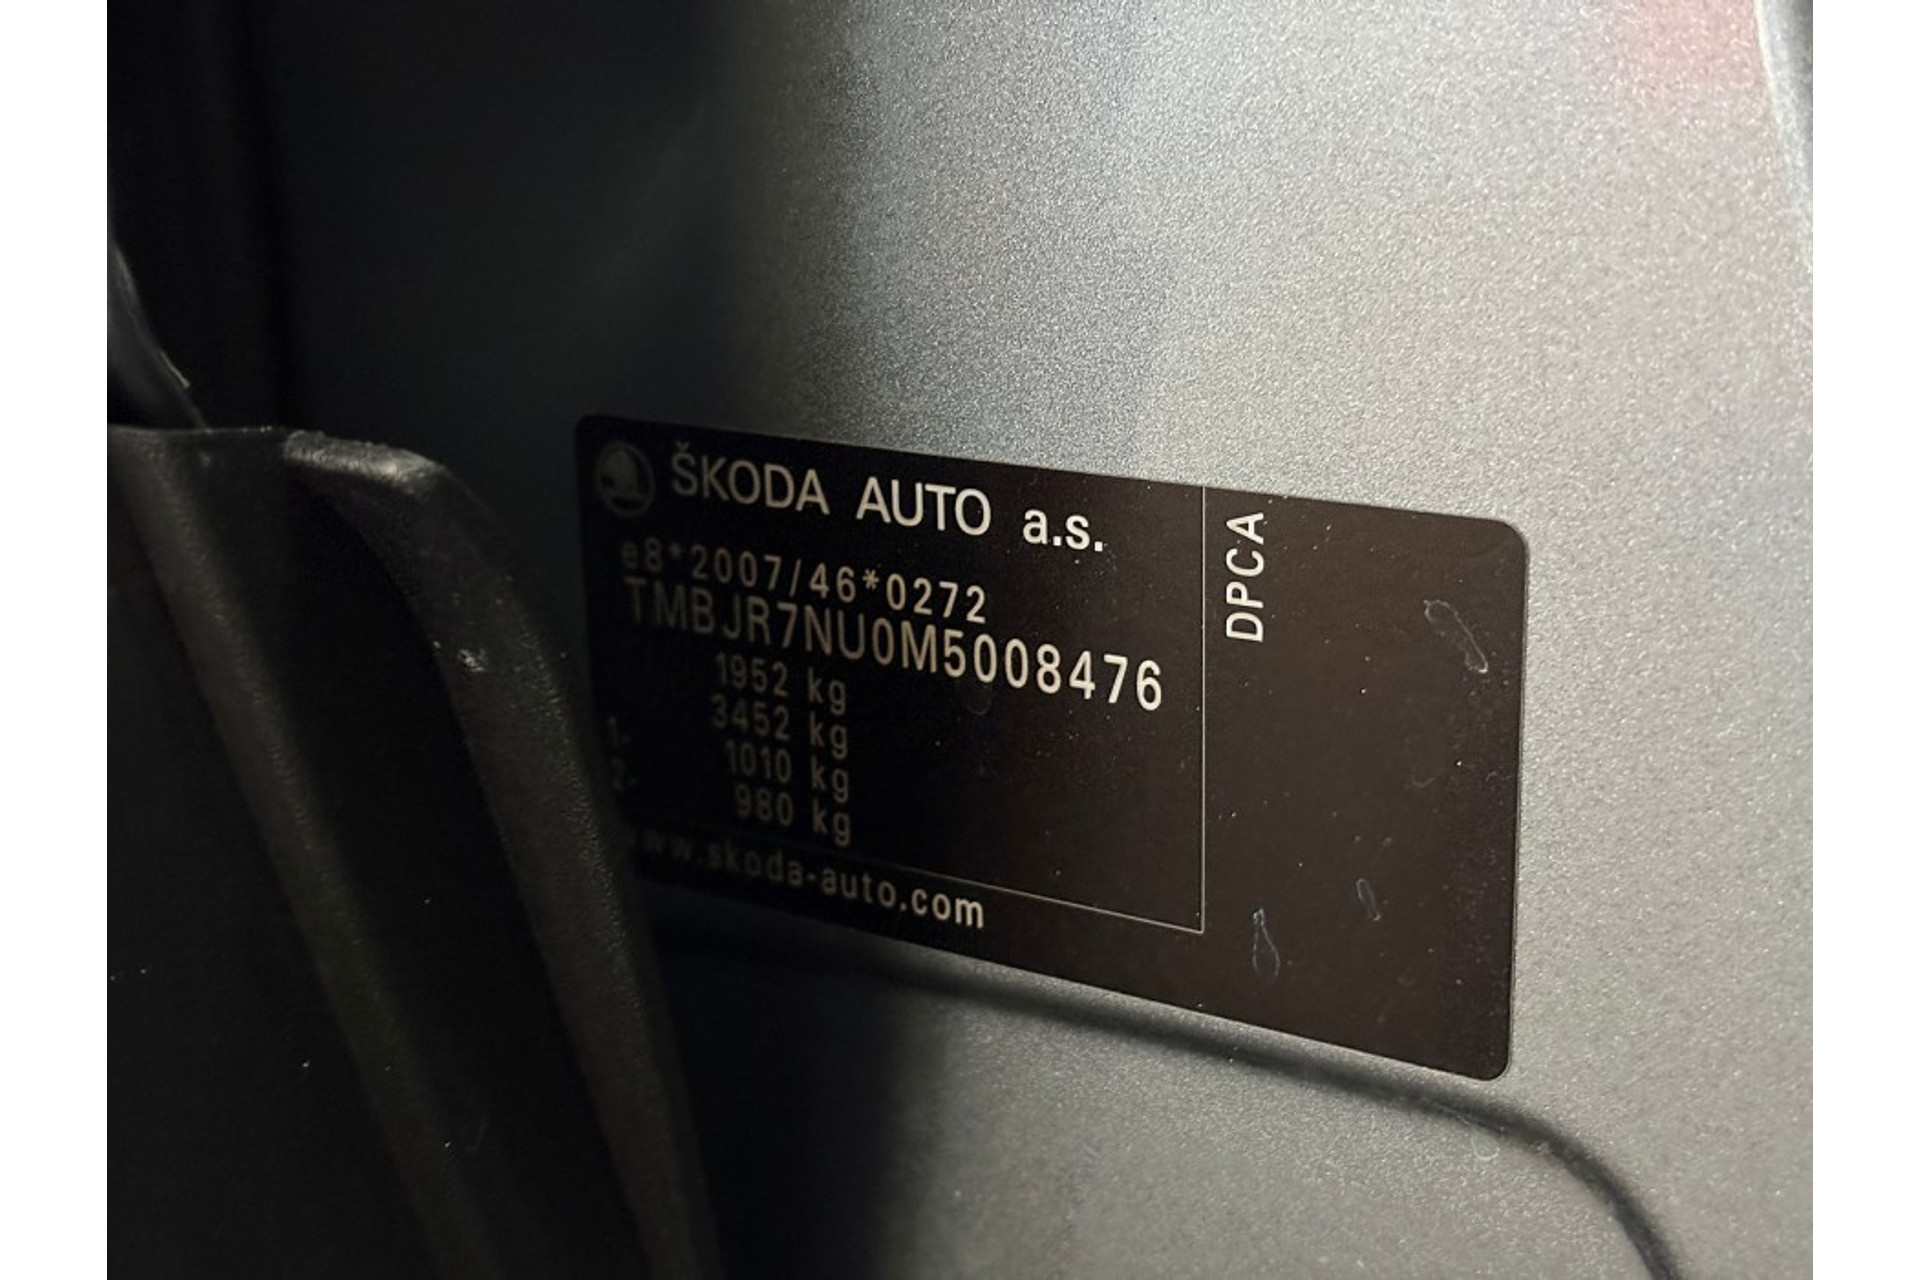 ŠKODA AUTO a.s.
e8*2007/46*0272
TMBJR7NU0M5008476
1952 kg
3452 kg
1- 1010 kg
2- 980 kg
www.skoda-auto.com
DPCA